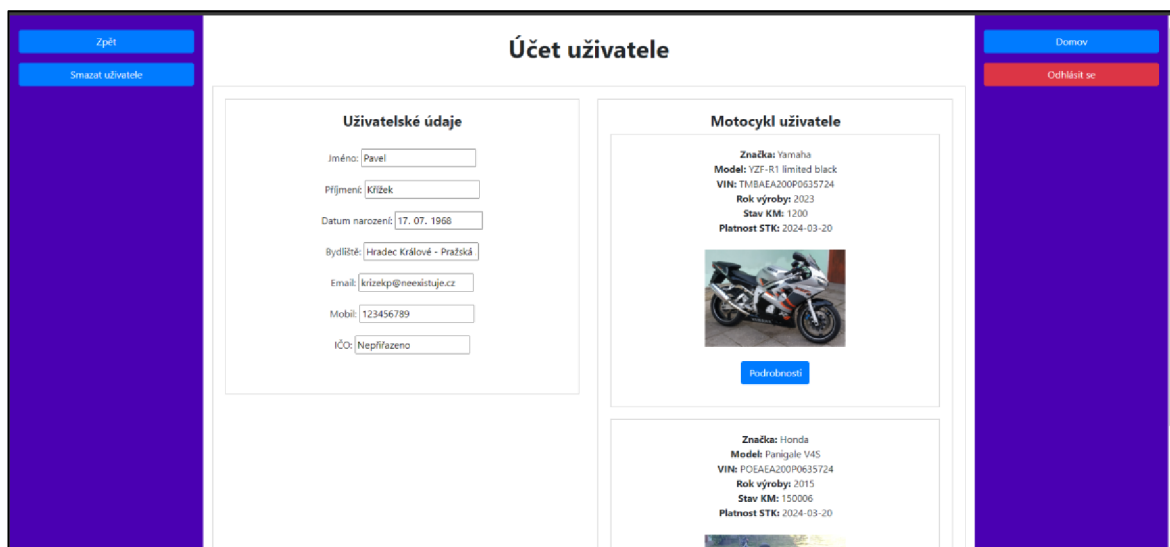 Zpět
Smazat uživatele
Účet uživatele
Domov
Odhlásit se
Uživatelské údaje
Jméno: Pavel
Příjmení: Křížek
Datum narození: 17. 07. 1968
Bydliště: Hradec Králové - Pražská
Email: krizekp@neexistuje.cz
Mobil: 123456789
IČO: Nepřiřazeno
Motocykl uživatele
Značka: Yamaha
Model: YZF-R1 limited black
VIN: TMBAEA200P0635724
Rok výroby: 2023
Stav KM: 1200
Platnost STK: 2024-03-20
Podrobnosti
Značka: Honda
Model: Panigale V4S
VIN: POEAEA200P0635724
Rok výroby: 2015
Stav KM: 150006
Platnost STK: 2024-03-20